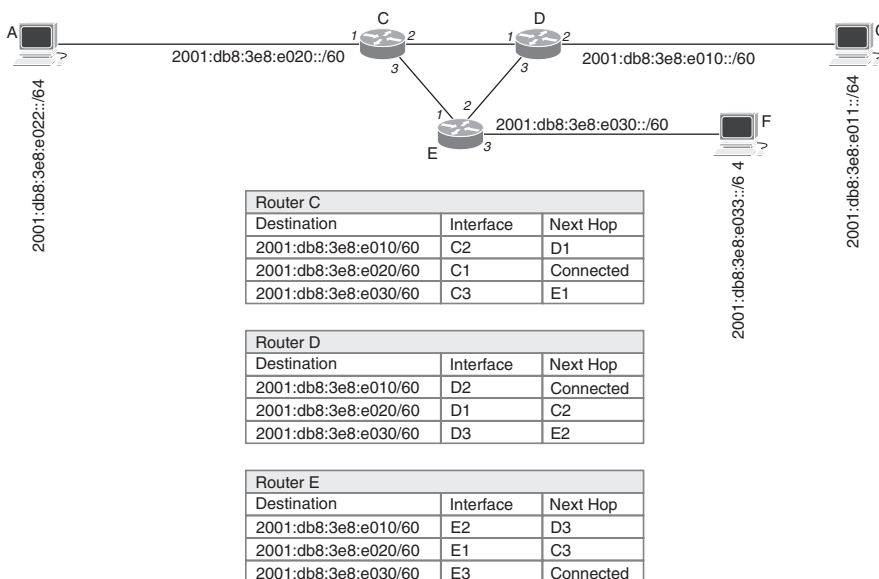 A
C
D
1
2
1
2
3
3
2001:db8:3e8:e020::/60
2001:db8:3e8:e010::/60
2001:db8:3e8:e022::/64
2001:db8:3e8:e011::/64
1
2
3
E
2001:db8:3e8:e030::/60
F
2001:db8:3e8:e033::/6 4
Router C
Destination Interface Next Hop
2001:db8:3e8:e010/60 C2 D1
2001:db8:3e8:e020/60 C1 Connected
2001:db8:3e8:e030/60 C3 E1
Router D
Destination Interface Next Hop
2001:db8:3e8:e010/60 D2 Connected
2001:db8:3e8:e020/60 D1 C2
2001:db8:3e8:e030/60 D3 E2
Router E
Destination Interface Next Hop
2001:db8:3e8:e010/60 E2 D3
2001:db8:3e8:e020/60 E1 C3
2001:db8:3e8:e030/60 E3 Connected